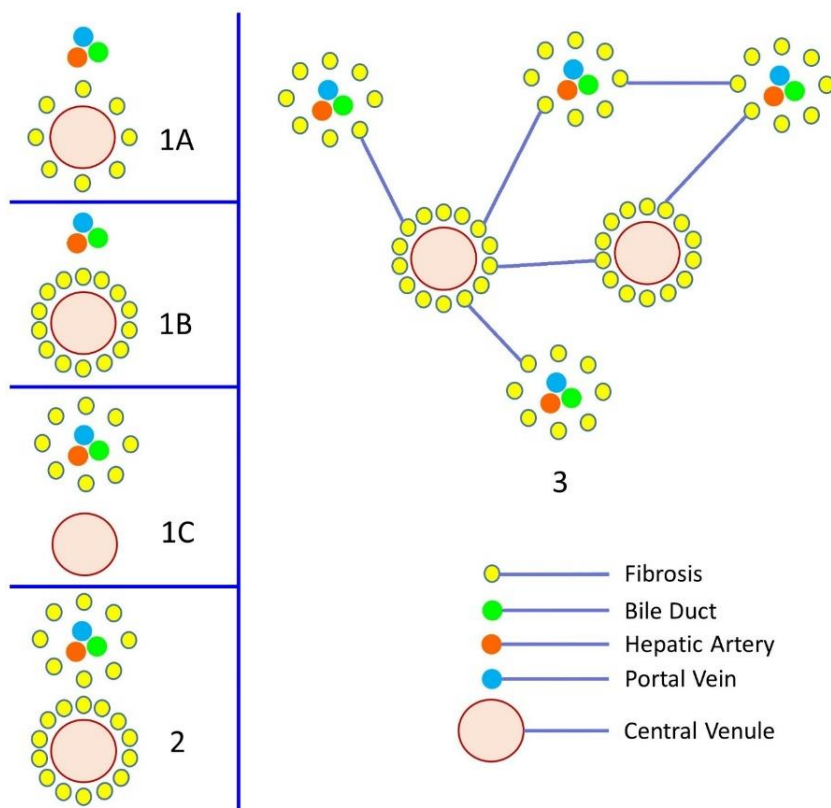 1A
1B
1C
2
3
Fibrosis
Bile Duct
Hepatic Artery
Portal Vein
Central Venule